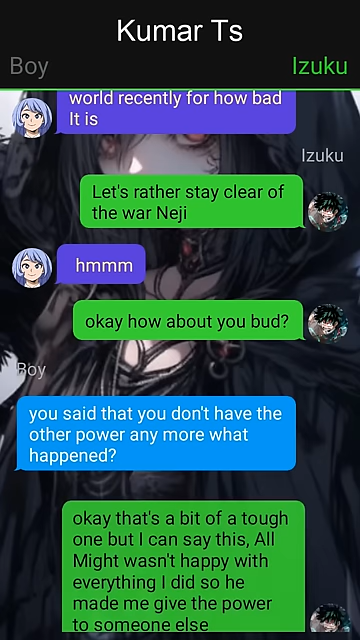 Kumar Ts
Boy
Izuku
world recently for how bad
It is
Izuku
Let's rather stay clear of
the war Neji
hmmm
okay how about you bud?
Boy
you said that you don't have the
other power any more what
happened?
okay that's a bit of a tough
one but I can say this, All
Might wasn't happy with
everything I did so he
made me give the power
to someone else